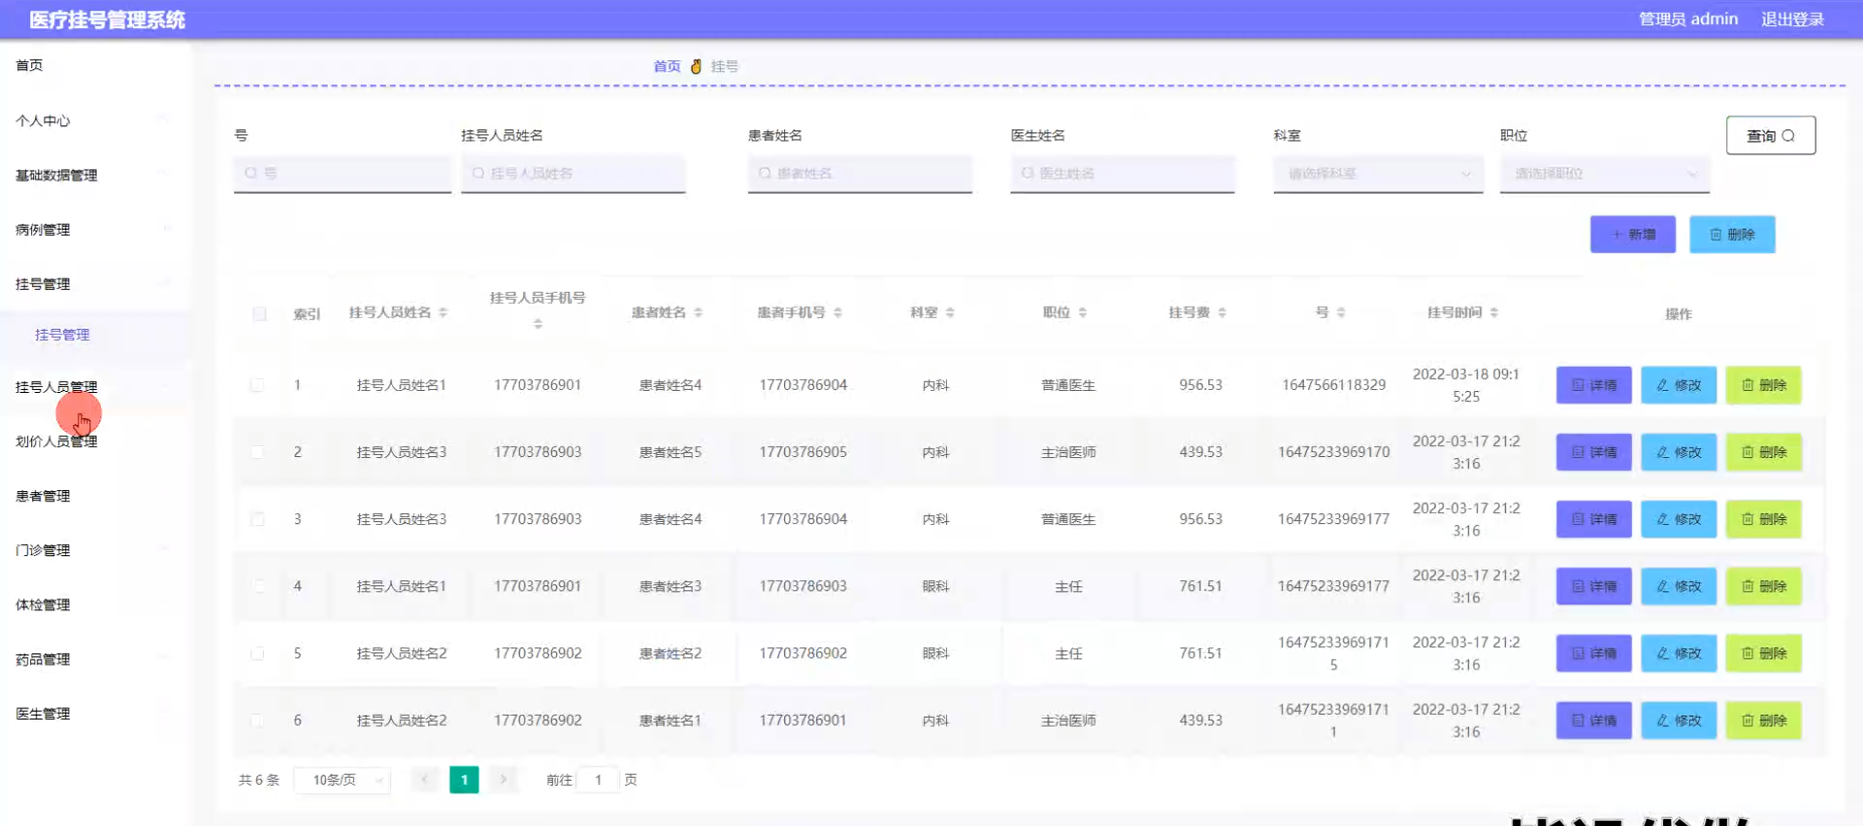 医疗挂号管理系统
管理员 admin 退出登录
首页
个人中心
基础数据管理
病例管理
挂号管理
挂号管理
挂号人员管理
划价人员管理
患者管理
门诊管理
体检管理
药品管理
医生管理
首页 挂号
号 挂号人员姓名 患者姓名 医生姓名 科室 职位 查询
号 挂号人员姓名 患者姓名 医生姓名 请选择科室 请选择职位
+ 新增 删除
索引 挂号人员姓名 挂号人员手机号 患者姓名 患者手机号 科室 职位 挂号费 号 挂号时间 操作
1 挂号人员姓名1 17703786901 患者姓名4 17703786904 内科 普通医生 956.53 1647566118329 2022-03-18 09:1 详情 修改 删除
5:25
2 挂号人员姓名3 17703786903 患者姓名5 17703786905 内科 主治医师 439.53 16475233969170 2022-03-17 21:2 详情 修改 删除
3:16
3 挂号人员姓名3 17703786903 患者姓名4 17703786904 内科 普通医生 956.53 16475233969177 2022-03-17 21:2 详情 修改 删除
3:16
4 挂号人员姓名1 17703786901 患者姓名3 17703786903 眼科 主任 761.51 16475233969177 2022-03-17 21:2 详情 修改 删除
3:16
5 挂号人员姓名2 17703786902 患者姓名2 17703786902 眼科 主任 761.51 16475233969171 2022-03-17 21:2 详情 修改 删除
5 3:16
6 挂号人员姓名2 17703786902 患者姓名1 17703786901 内科 主治医师 439.53 16475233969171 2022-03-17 21:2 详情 修改 删除
1 3:16
共 6 条 10条/页 < 1 > 前往 1 页